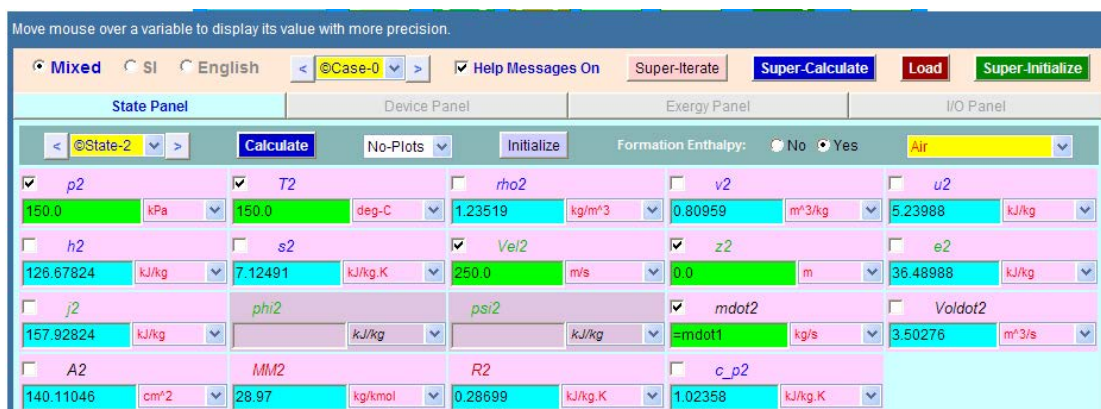 Move mouse over a variable to display its value with more precision.
Mixed SI English < ©Case-0 > Help Messages On Super-Iterate Super-Calculate Load Super-Initialize
State Panel Device Panel Exergy Panel I/O Panel
< ©State-2 > Calculate No-Plots Initialize Formation Enthalpy: No Yes Air
p2 T2 rho2 v2 u2
150.0 kPa 150.0 deg-C 1.23519 kg/m^3 0.80959 m^3/kg 5.23988 kJ/kg
h2 s2 Vel2 z2 e2
126.67824 kJ/kg 7.12491 kJ/kg.K 250.0 m/s 0.0 m 36.48988 kJ/kg
j2 phi2 psi2 mdot2 Voldot2
157.92824 kJ/kg kJ/kg kJ/kg =mdot1 kg/s 3.50276 m^3/s
A2 MM2 R2 c_p2
140.11046 cm^2 28.97 kg/kmol 0.28699 kJ/kg.K 1.02358 kJ/kg.K